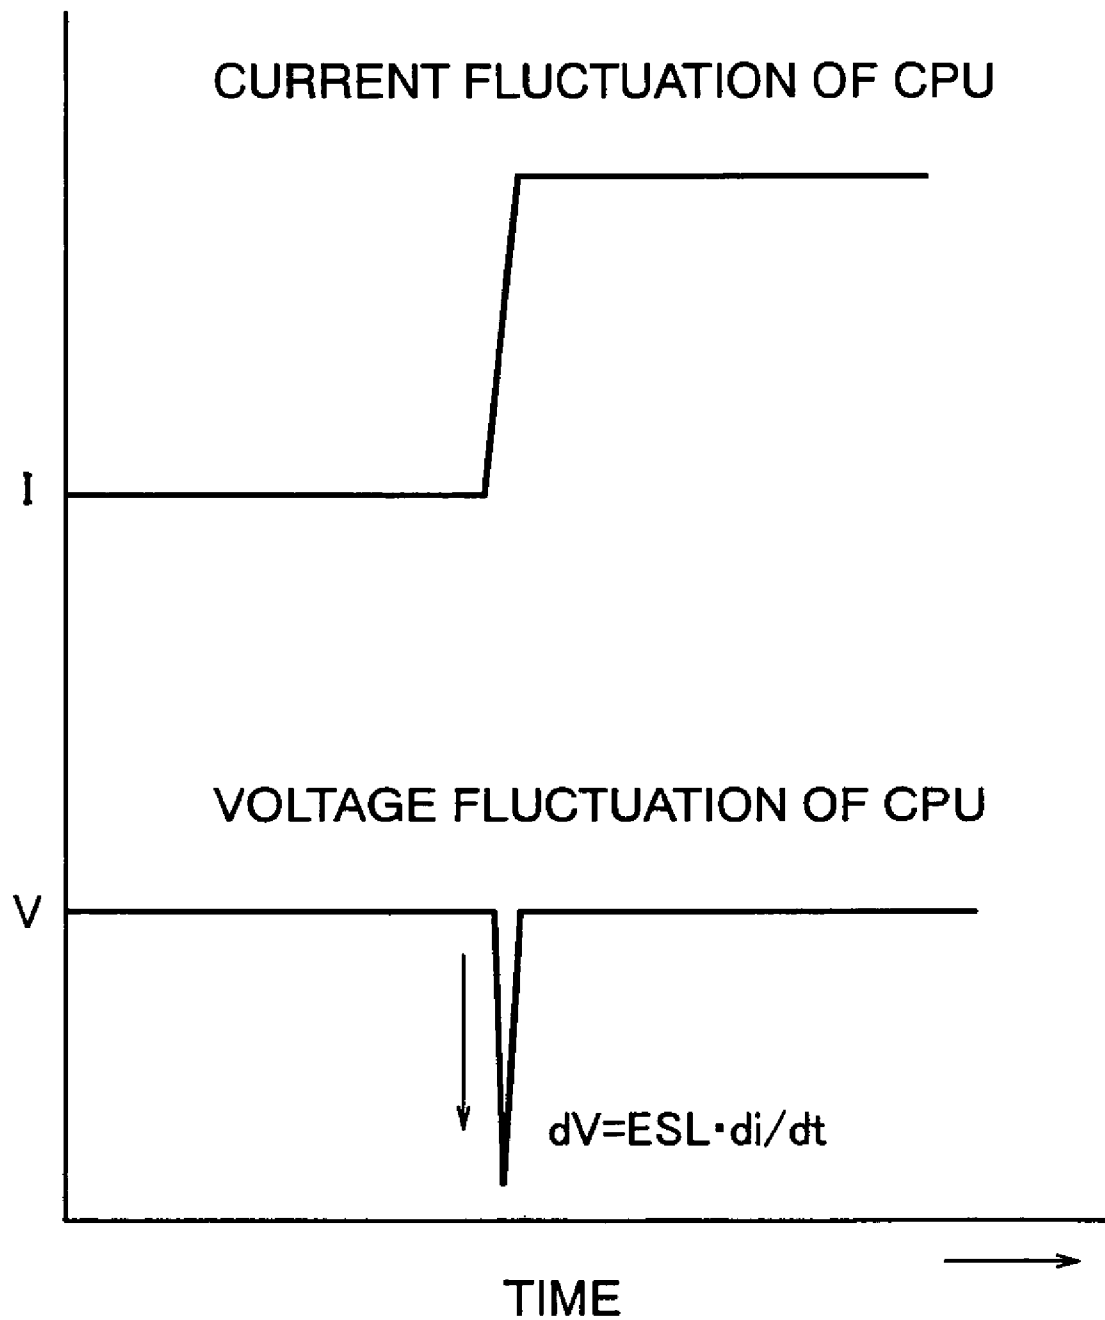 CURRENT FLUCTUATION OF CPU
I
VOLTAGE FLUCTUATION OF CPU
V
dV=ESL·di/dt
TIME